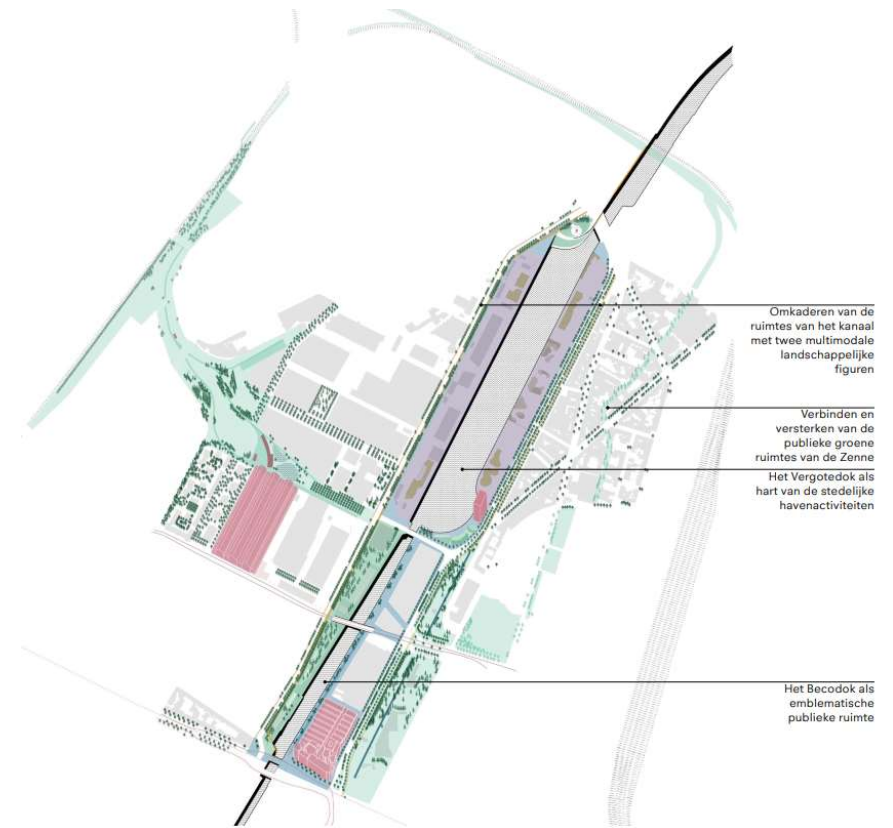 Omkaderen van de
ruimtes van het kanaal
met twee multimodale
landschappelijke
figuren
Verbinden en
versterken van de
publieke groene
ruimtes van de Zenne
Het Vergotedok als
hart van de stedelijke
havenactiviteiten
Het Becodok als
emblematische
publieke ruimte